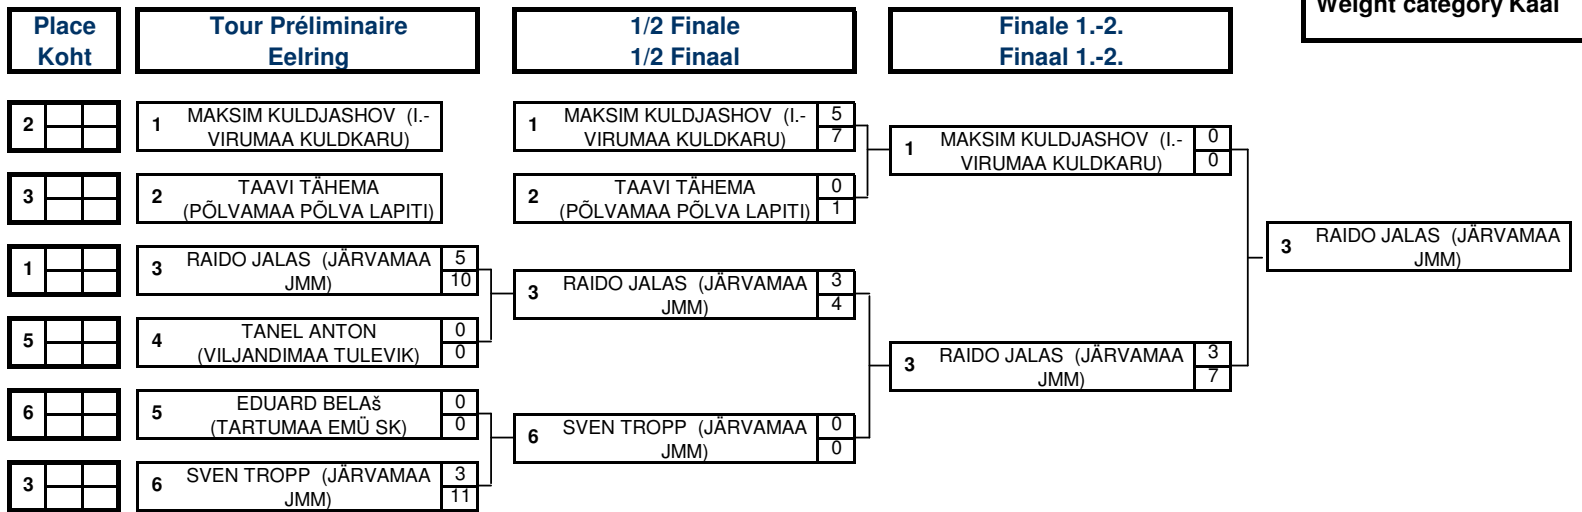 Weight category Kaal
Place
Koht
Tour Préliminaire
Eelring
1/2 Finale
1/2 Finaal
Finale 1.-2.
Finaal 1.-2.
2
1
MAKSIM KULDJASHOV (I.-
VIRUMAA KULDKARU)
1
MAKSIM KULDJASHOV (I.-
VIRUMAA KULDKARU)
5
7
1
MAKSIM KULDJASHOV (I.-
VIRUMAA KULDKARU)
0
0
3
2
TAAVI TÄHEMA
(PÕLVAMAA PÕLVA LAPITI)
2
TAAVI TÄHEMA
(PÕLVAMAA PÕLVA LAPITI)
0
1
3
RAIDO JALAS (JÄRVAMAA
JMM)
1
3
RAIDO JALAS (JÄRVAMAA
JMM)
5
10
3
RAIDO JALAS (JÄRVAMAA
JMM)
3
4
5
4
TANEL ANTON
(VILJANDIMAA TULEVIK)
0
0
3
RAIDO JALAS (JÄRVAMAA
JMM)
3
7
6
5
EDUARD BELAš
(TARTUMAA EMÜ SK)
0
0
6
SVEN TROPP (JÄRVAMAA
JMM)
0
0
3
6
SVEN TROPP (JÄRVAMAA
JMM)
3
11